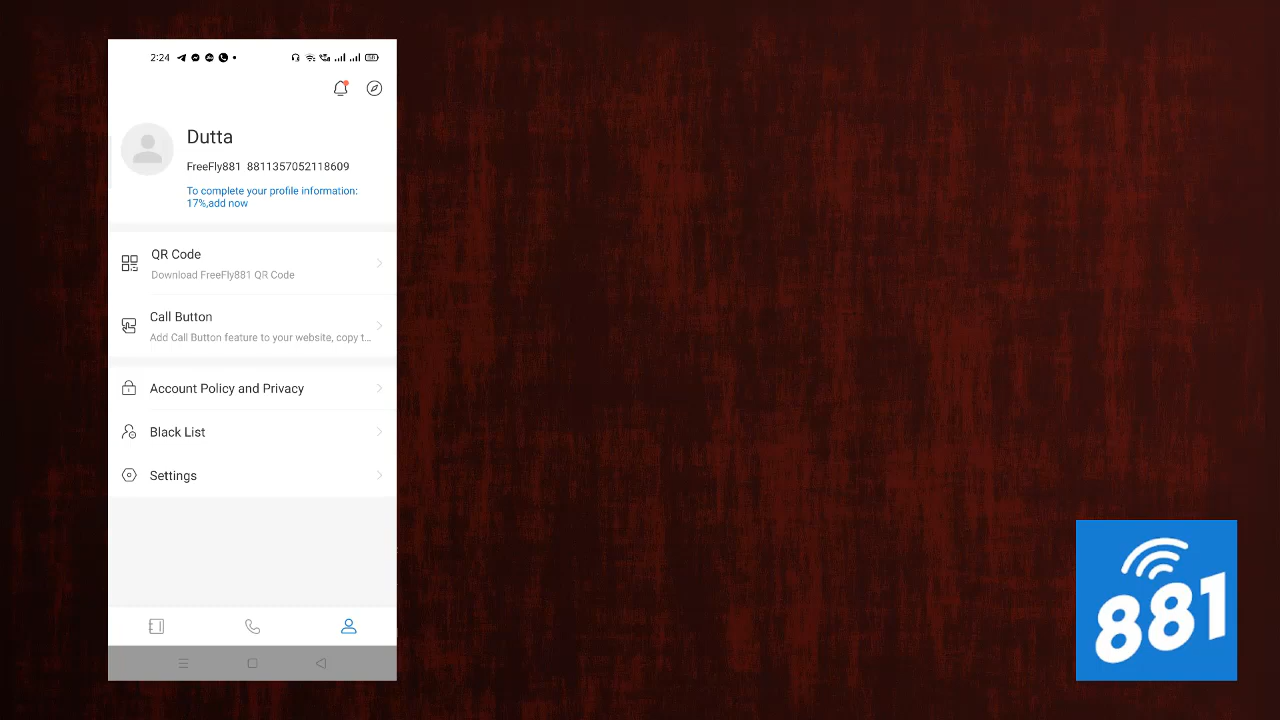 2:24
Dutta
FreeFly881 8811357052118609
To complete your profile information:
17%,add now
QR Code
Download FreeFly881 QR Code
Call Button
Add Call Button feature to your website, copy t...
Account Policy and Privacy
Black List
Settings
881